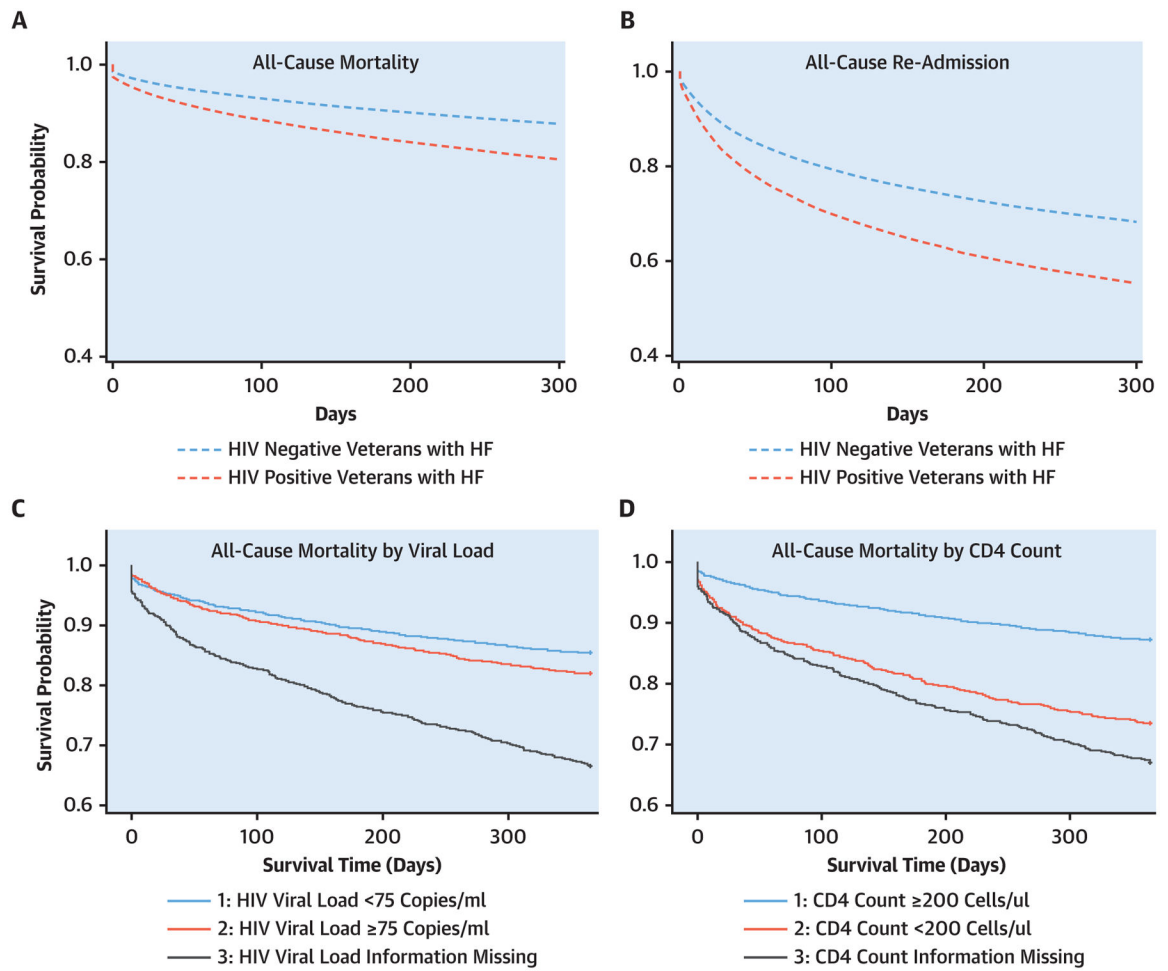 A
All-Cause Mortality
Survival Probability
1.0
0.8
0.6
0.4
0 100 200 300
Days
HIV Negative Veterans with HF
HIV Positive Veterans with HF
B
All-Cause Re-Admission
1.0
0.8
0.6
0.4
0 100 200 300
Days
HIV Negative Veterans with HF
HIV Positive Veterans with HF
C
All-Cause Mortality by Viral Load
Survival Probability
1.0
0.9
0.8
0.7
0.6
0 100 200 300
Survival Time (Days)
1: HIV Viral Load <75 Copies/ml
2: HIV Viral Load ≥75 Copies/ml
3: HIV Viral Load Information Missing
D
All-Cause Mortality by CD4 Count
1.0
0.9
0.8
0.7
0.6
0 100 200 300
Survival Time (Days)
1: CD4 Count ≥200 Cells/ul
2: CD4 Count <200 Cells/ul
3: CD4 Count Information Missing